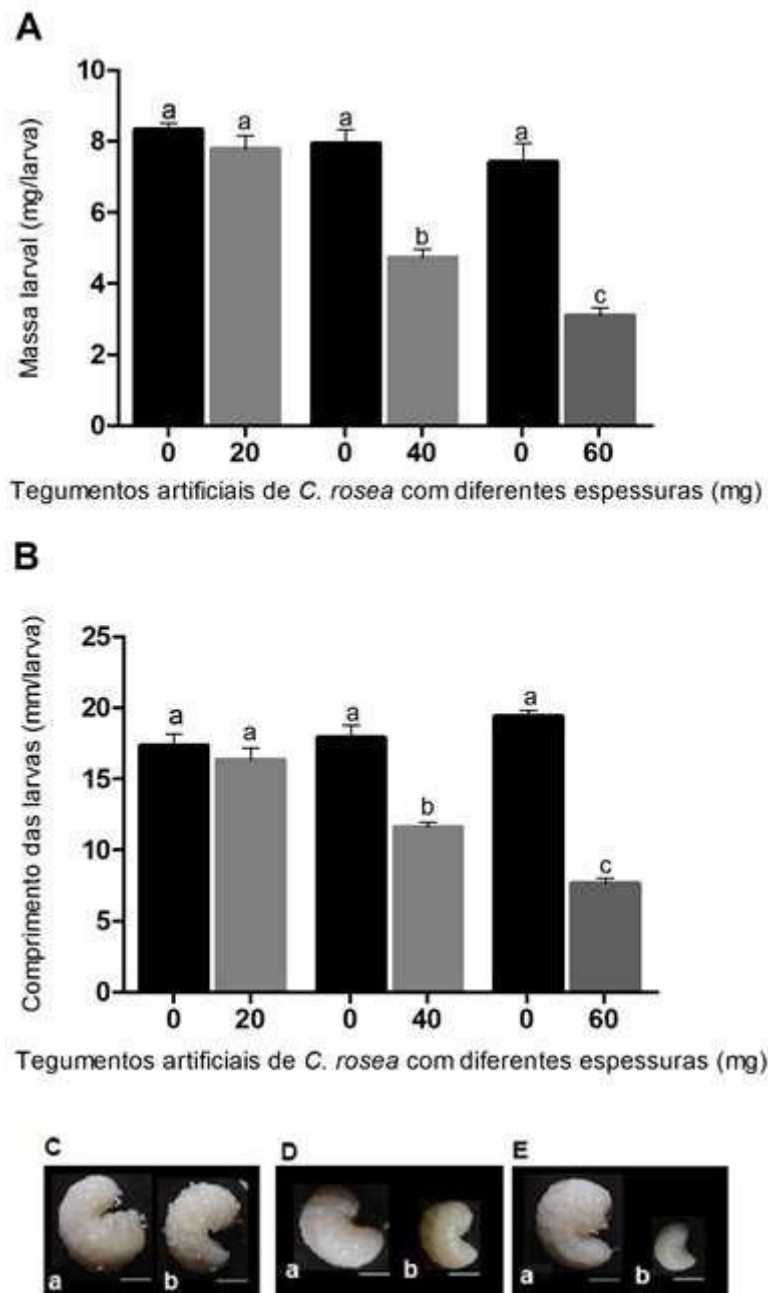 A
Massa larval (mg/larva)
10
8
6
4
2
0
a
a
a
b
a
c
0 20 0 40 0 60
Tegumentos artificiais de C. rosea com diferentes espessuras (mg)
B
Comprimento das larvas (mm/larva)
25
20
15
10
5
0
a
a
a
b
a
c
0 20 0 40 0 60
Tegumentos artificiais de C. rosea com diferentes espessuras (mg)
C D E
a b a b a b